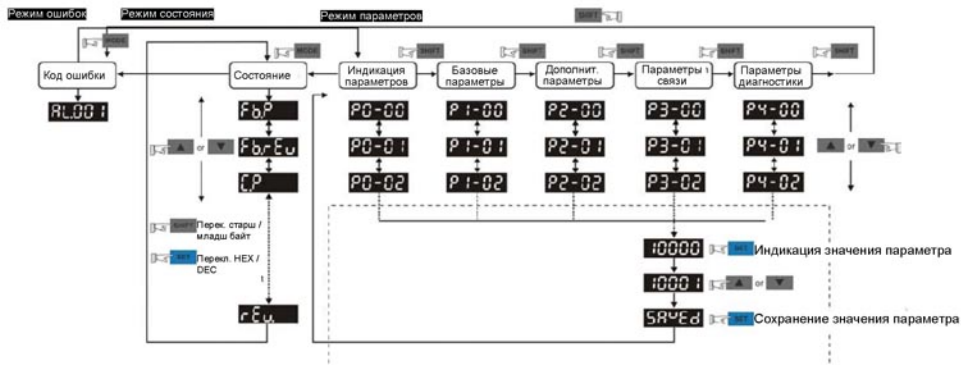 SHIFT
Режим ошибок
Режим состояния
Режим параметров
MODE
MODE
SHIFT
SHIFT
SHIFT
SHIFT
SHIFT
Код ошибки
Состояние
Индикация параметров
Базовые параметры
Дополнит. параметры
Параметры связи
Параметры диагностики
AL.001
Fb.P
P0-00
P1-00
P2-00
P3-00
P4-00
or
Fb.rEu
P0-01
P1-01
P2-01
P3-01
P4-01
or
C.P
P0-02
P1-02
P2-02
P3-02
P4-02
SHIFT
Перек. старш /
младш байт
SET
Перекл. HEX /
DEC
10000
SET
Индикация значения параметра
10001
or
rEu.
SAvEd
SET
Сохранение значения параметра